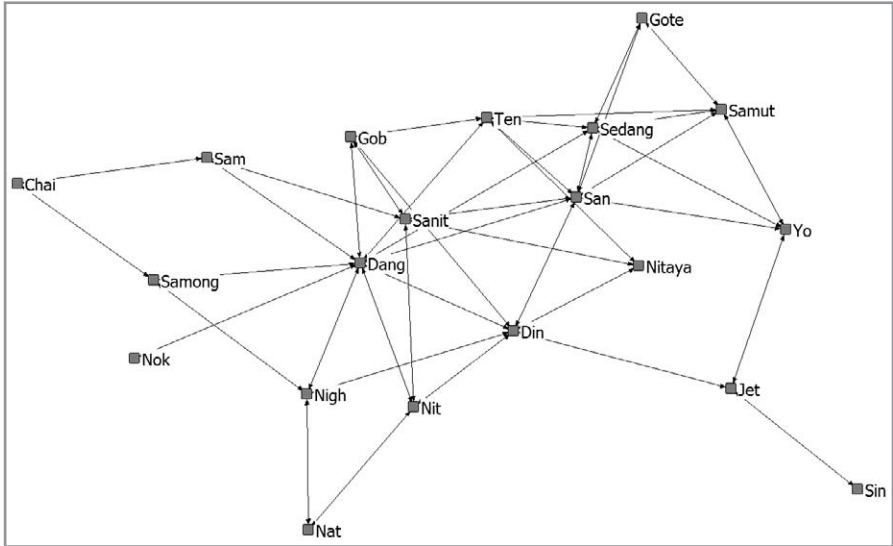 Gote
Samut
Ten
Sedang
Gob
Sam
Chai
San
Sanit
Yo
Dang
Nitaya
Samong
Din
Nok
Nigh
Jet
Nit
Sin
Nat